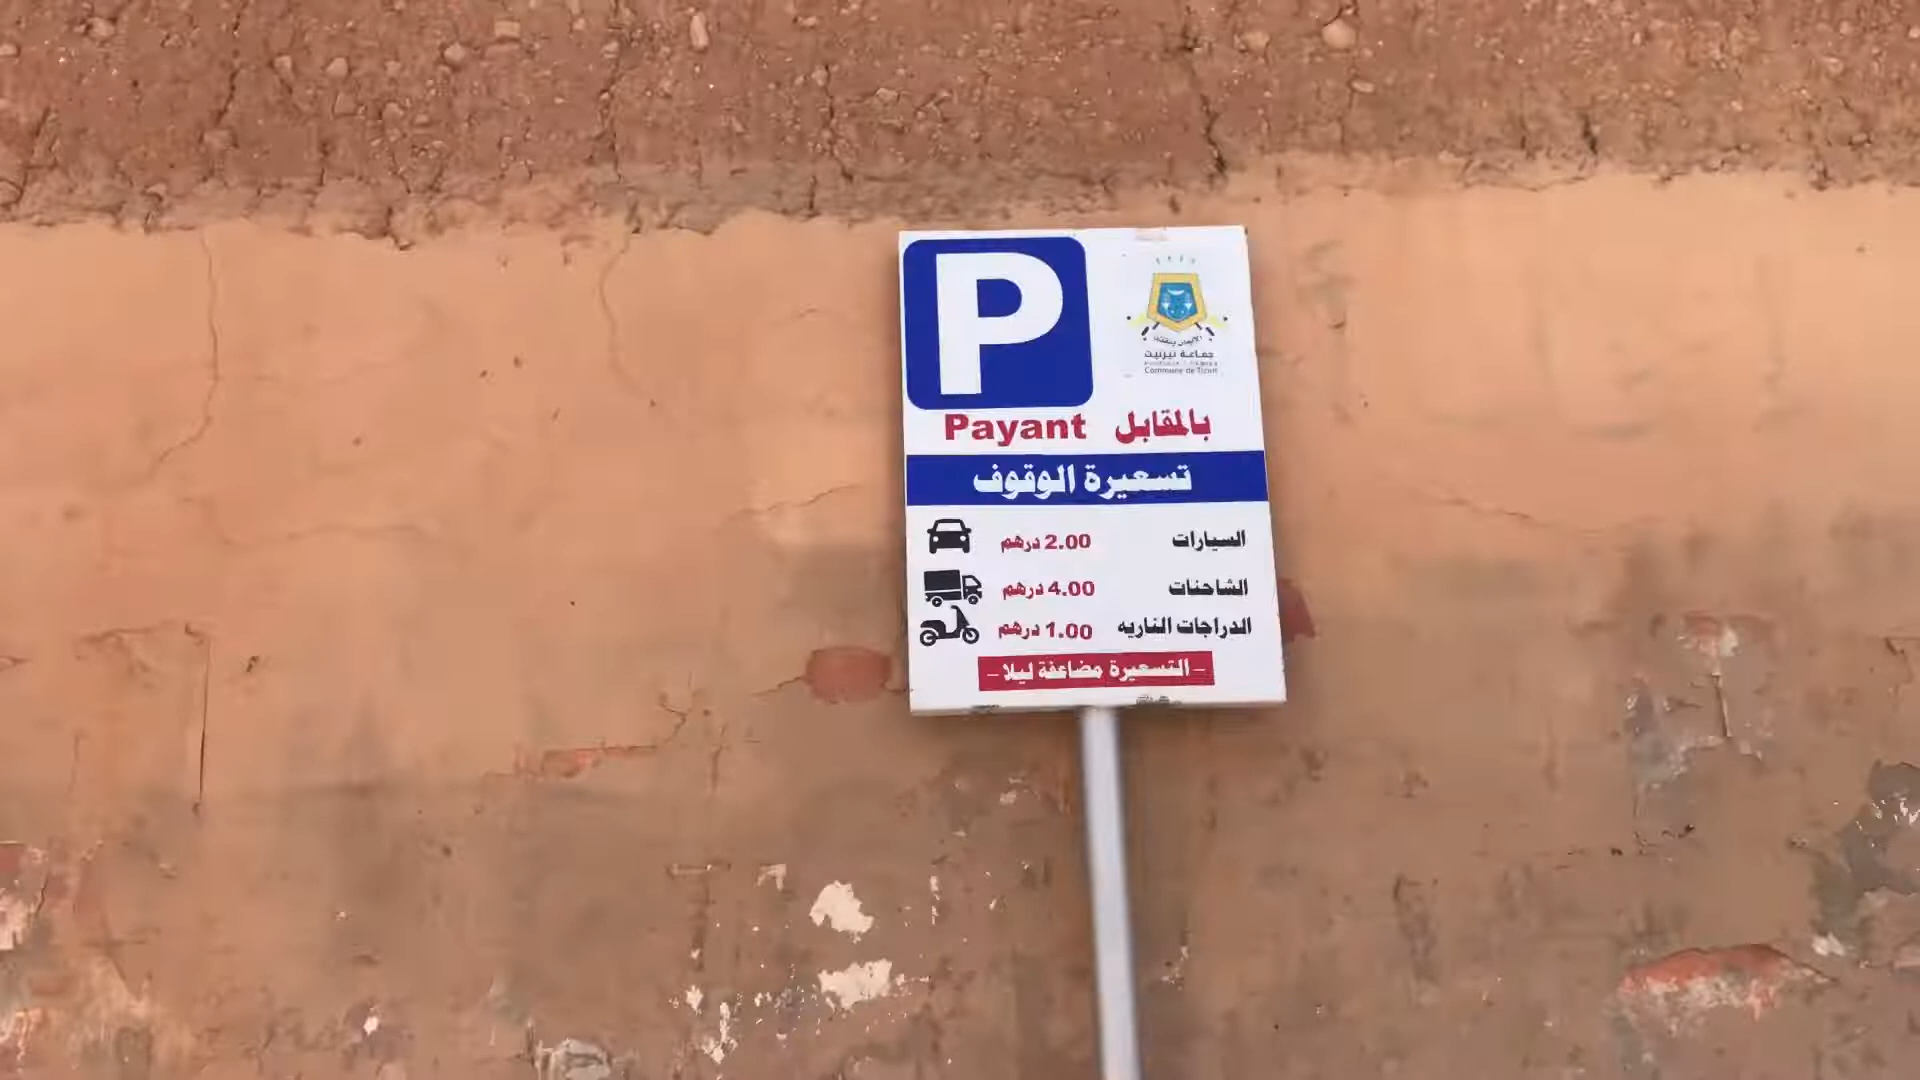 P
جماعة تيزنيت
Commune de Tiznit
Payant بالمقابل
تسعيرة الوقوف
السيارات 2.00 درهم
الشاحنات 4.00 درهم
الدراجات الناريه 1.00 درهم
- التسعيرة مضاعفة ليلا -